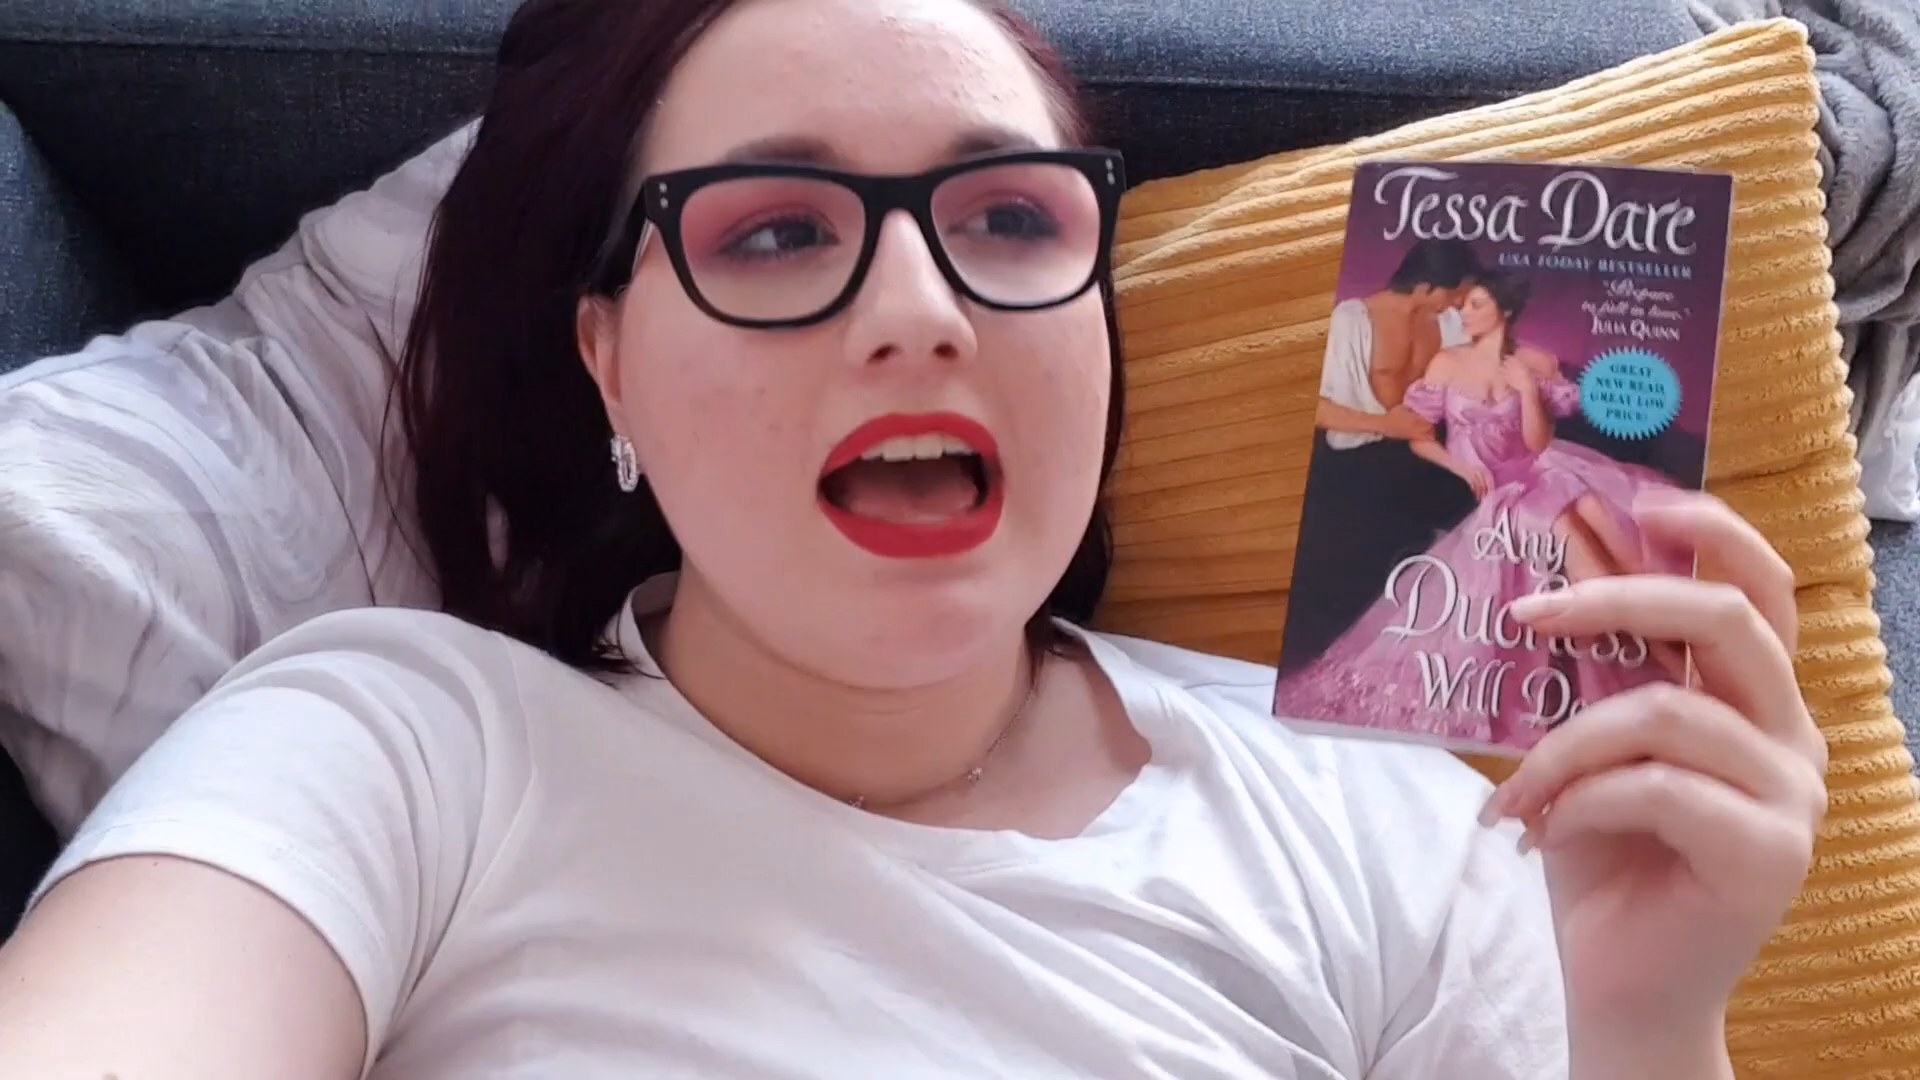 Tessa Dare
USA TODAY BESTSELLER
"Prepare
to fall in love."
JULIA QUINN
GREAT
NEW READ,
GREAT LOW
PRICE!
Any
Duchess
Will Do